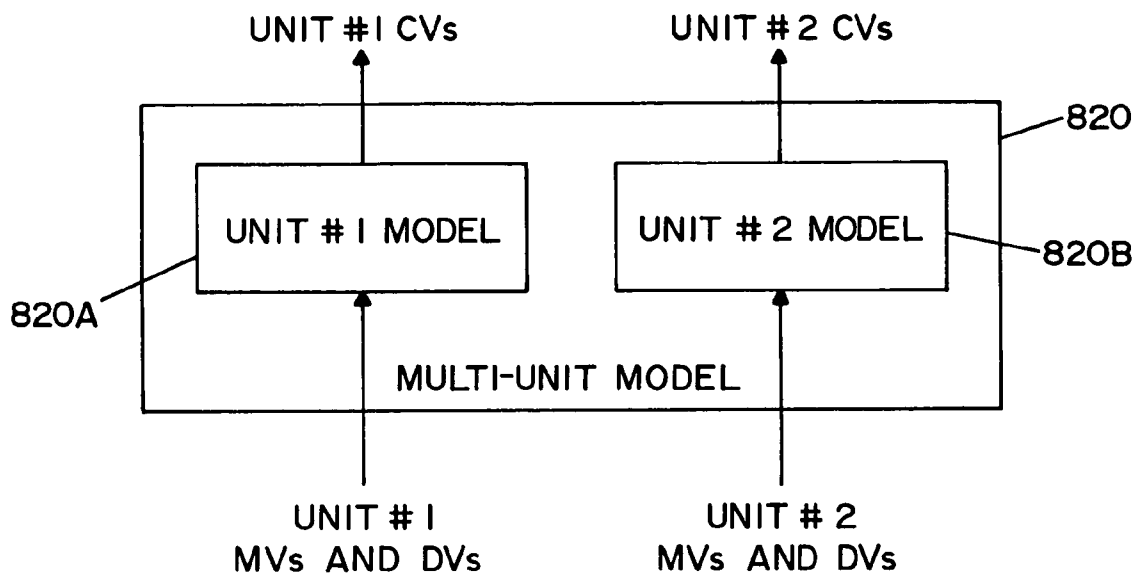 UNIT #1 CVs
UNIT #2 CVs
820
UNIT #1 MODEL
UNIT #2 MODEL
820B
820A
MULTI-UNIT MODEL
UNIT #1
MVs AND DVs
UNIT #2
MVs AND DVs